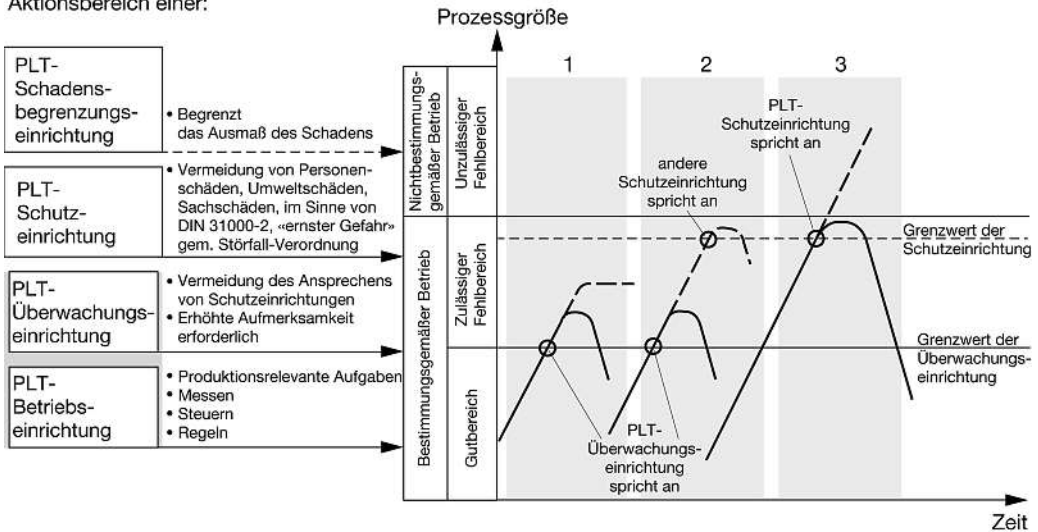 Aktionsbereich einer:
PLT-
Schadens-
begrenzungs-
einrichtung
• Begrenzt
das Ausmaß des Schadens
PLT-
Schutz-
einrichtung
• Vermeidung von Personen-
schäden, Umweltschäden,
Sachschäden, im Sinne von
DIN 31000-2, «ernster Gefahr»
gem. Störfall-Verordnung
PLT-
Überwachungs-
einrichtung
• Vermeidung des Ansprechens
von Schutzeinrichtungen
• Erhöhte Aufmerksamkeit
erforderlich
PLT-
Betriebs-
einrichtung
• Produktionsrelevante Aufgaben
• Messen
• Steuern
• Regeln
Prozessgröße
Nichtbestimmungs-
gemäßer Betrieb
Unzulässiger
Fehlbereich
Bestimmungsgemäßer Betrieb
Zulässiger
Fehlbereich
Gutbereich
1
2
3
PLT-
Schutzeinrichtung
spricht an
andere
Schutzeinrichtung
spricht an
Grenzwert der
Schutzeinrichtung
Grenzwert der
Überwachungs-
einrichtung
PLT-
Überwachungs-
einrichtung
spricht an
Zeit